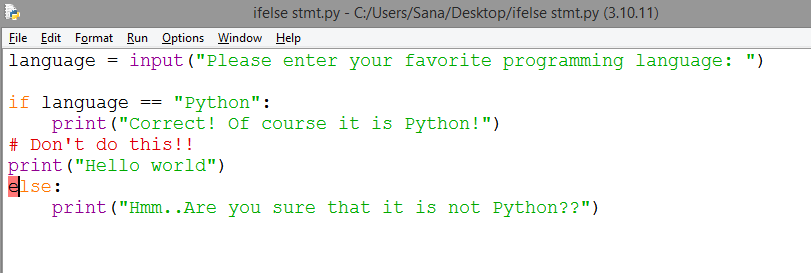 ifelse stmt.py - C:/Users/Sana/Desktop/ifelse stmt.py (3.10.11)
File Edit Format Run Options Window Help
language = input("Please enter your favorite programming language: ")
if language == "Python":
    print("Correct! Of course it is Python!")
# Don't do this!!
print("Hello world")
else:
    print("Hmm..Are you sure that it is not Python??")